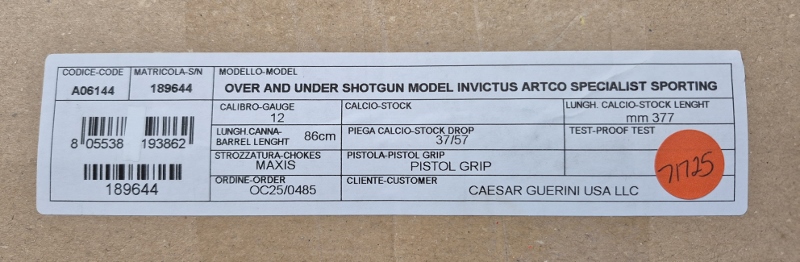 CODICE-CODE MATRICOLA-S/N MODELLO-MODEL
A06144 189644 OVER AND UNDER SHOTGUN MODEL INVICTUS ARTCO SPECIALIST SPORTING
CALIBRO-GAUGE CALCIO-STOCK LUNGH. CALCIO-STOCK LENGHT
12 mm 377
LUNGH.CANNA-BARREL LENGHT 86cm PIEGA CALCIO-STOCK DROP TEST-PROOF TEST
37/57
8 05538 193862
STROZZATURA-CHOKES PISTOLA-PISTOL GRIP
MAXIS PISTOL GRIP
71725
ORDINE-ORDER CLIENTE-CUSTOMER
189644 OC25/0485 CAESAR GUERINI USA LLC